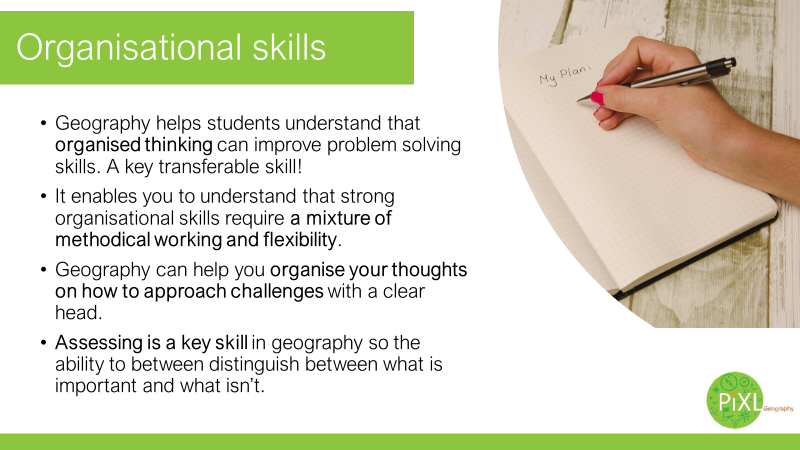 Organisational skills
My Plan:
• Geography helps students understand that
organised thinking can improve problem solving
skills. A key transferable skill!
• It enables you to understand that strong
organisational skills require a mixture of
methodical working and flexibility.
• Geography can help you organise your thoughts
on how to approach challenges with a clear
head.
• Assessing is a key skill in geography so the
ability to between distinguish between what is
important and what isn’t.
PiXL
Geography